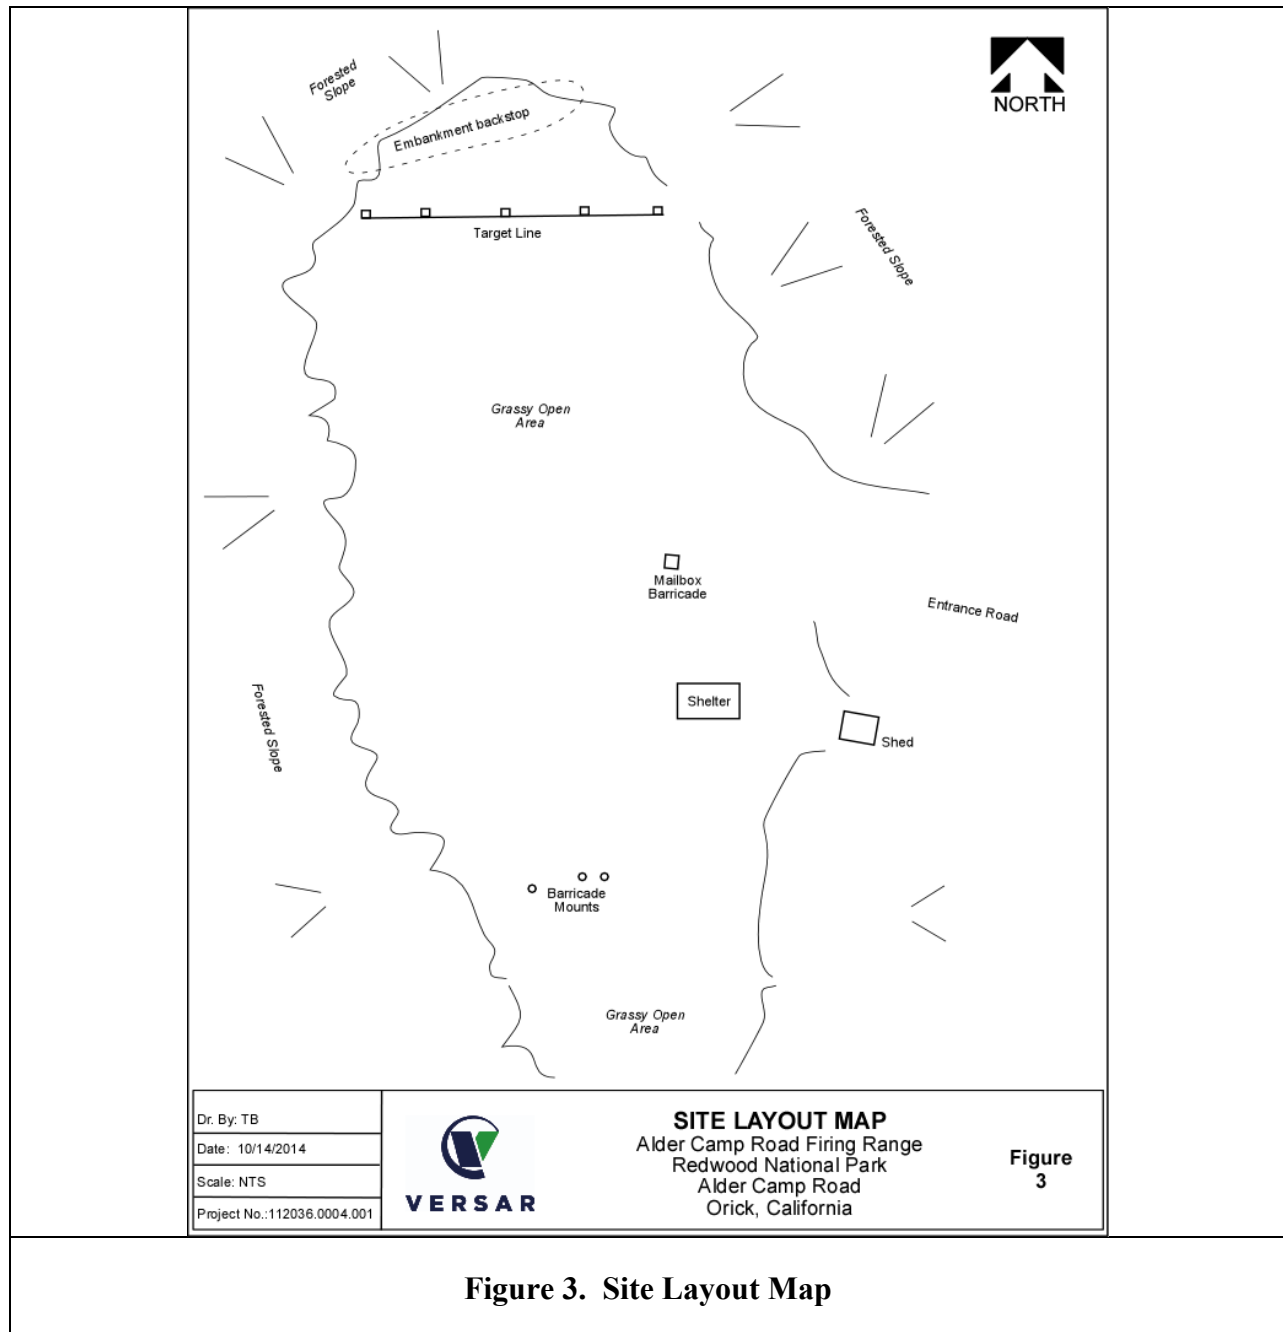 Forested
Slope
NORTH
Embankment backstop
Target Line
Forested Slope
Grassy Open
Area
Mailbox
Barricade
Entrance Road
Forested Slope
Shelter
Shed
Barricade
Mounts
Grassy Open
Area
Dr. By: TB
Date: 10/14/2014
Scale: NTS
Project No.:112036.0004.001
VERSAR
SITE LAYOUT MAP
Alder Camp Road Firing Range
Redwood National Park
Alder Camp Road
Orick, California
Figure
3
Figure 3. Site Layout Map